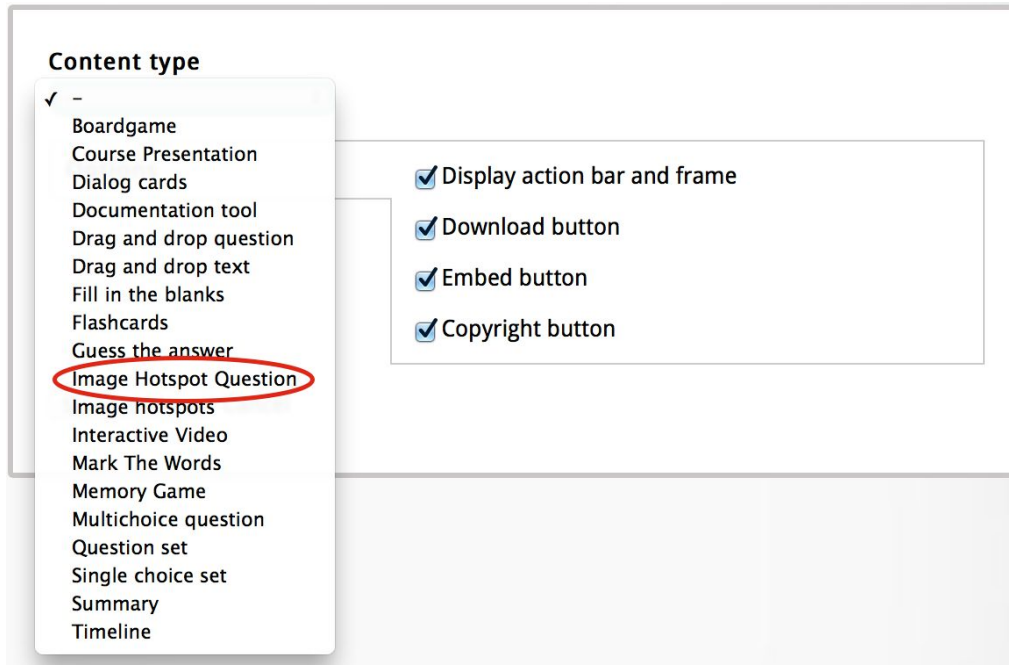 Content type
✓ –
Boardgame
Course Presentation
Dialog cards
Documentation tool
Drag and drop question
Drag and drop text
Fill in the blanks
Flashcards
Guess the answer
Image Hotspot Question
Image hotspots
Interactive Video
Mark The Words
Memory Game
Multichoice question
Question set
Single choice set
Summary
Timeline
Display action bar and frame
Download button
Embed button
Copyright button